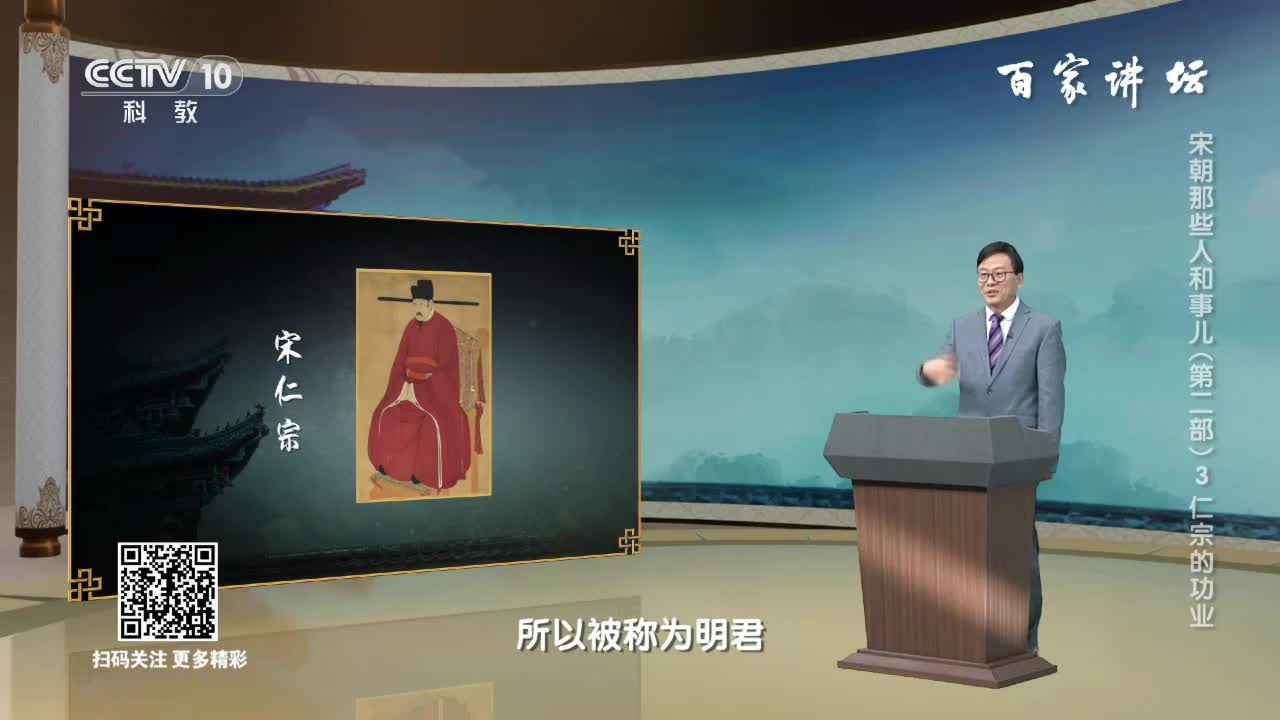 CCTV 10
科教
百家讲坛
宋朝那些人和事儿（第二部）3 仁宗的功业
宋仁宗
所以被称为明君
扫码关注 更多精彩